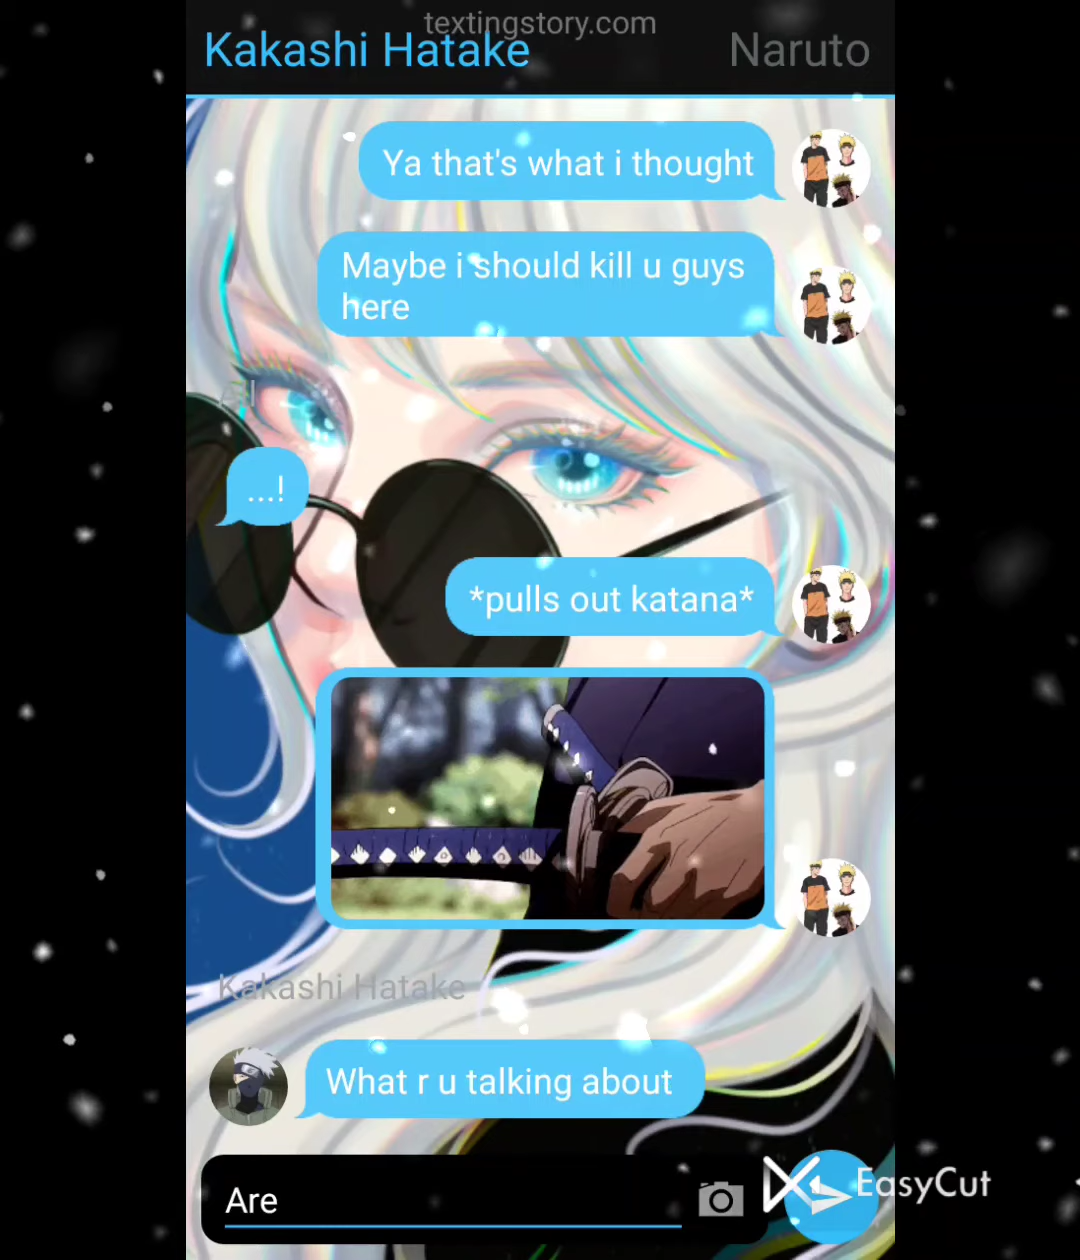 textingstory.com
Kakashi Hatake
Naruto
Ya that's what i thought
Maybe i should kill u guys
here
All
...!
*pulls out katana*
Kakashi Hatake
What r u talking about
Are
EasyCut